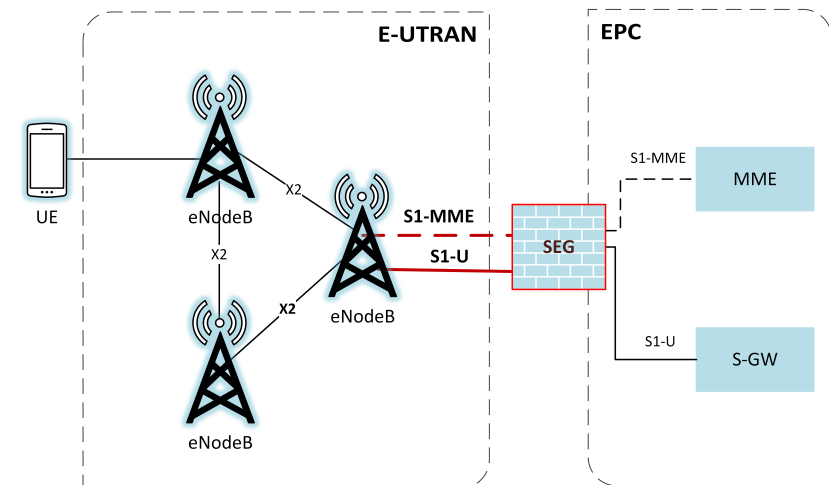 E-UTRAN
EPC
UE
eNodeB
X2
X2
X2
eNodeB
eNodeB
S1-MME
S1-U
SEG
S1-MME
MME
S1-U
S-GW